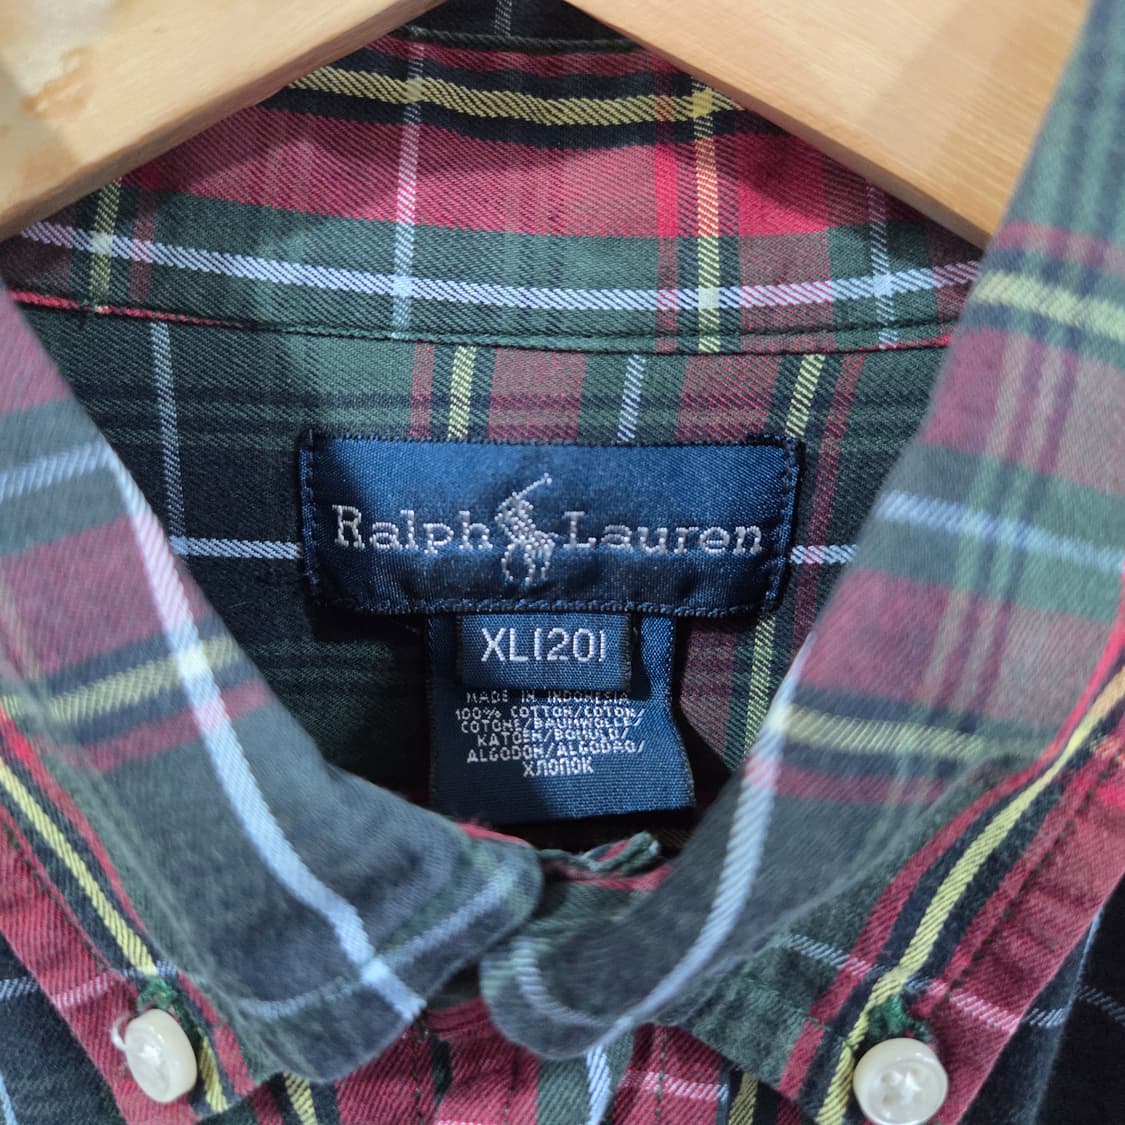 Ralph Lauren
XL(20)
MADE IN INDONESIA
100% COTTON/COTON/
COTONE/BAUMWOLLE/
KATOEN/BOMULD/
ALGODON/ALGODAO/
ХЛОПОК